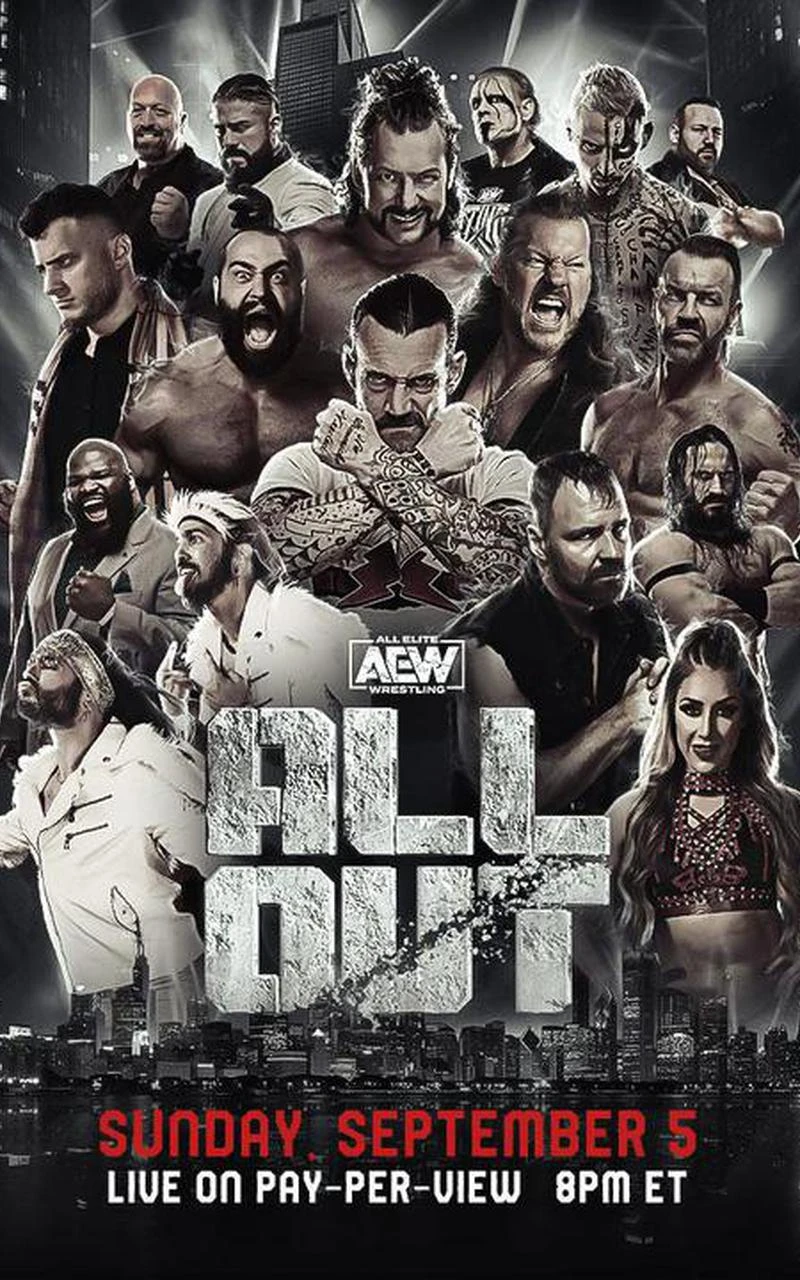 ALL ELITE
AEW
WRESTLING
ALL
OUT
SUNDAY, SEPTEMBER 5
LIVE ON PAY-PER-VIEW 8PM ET